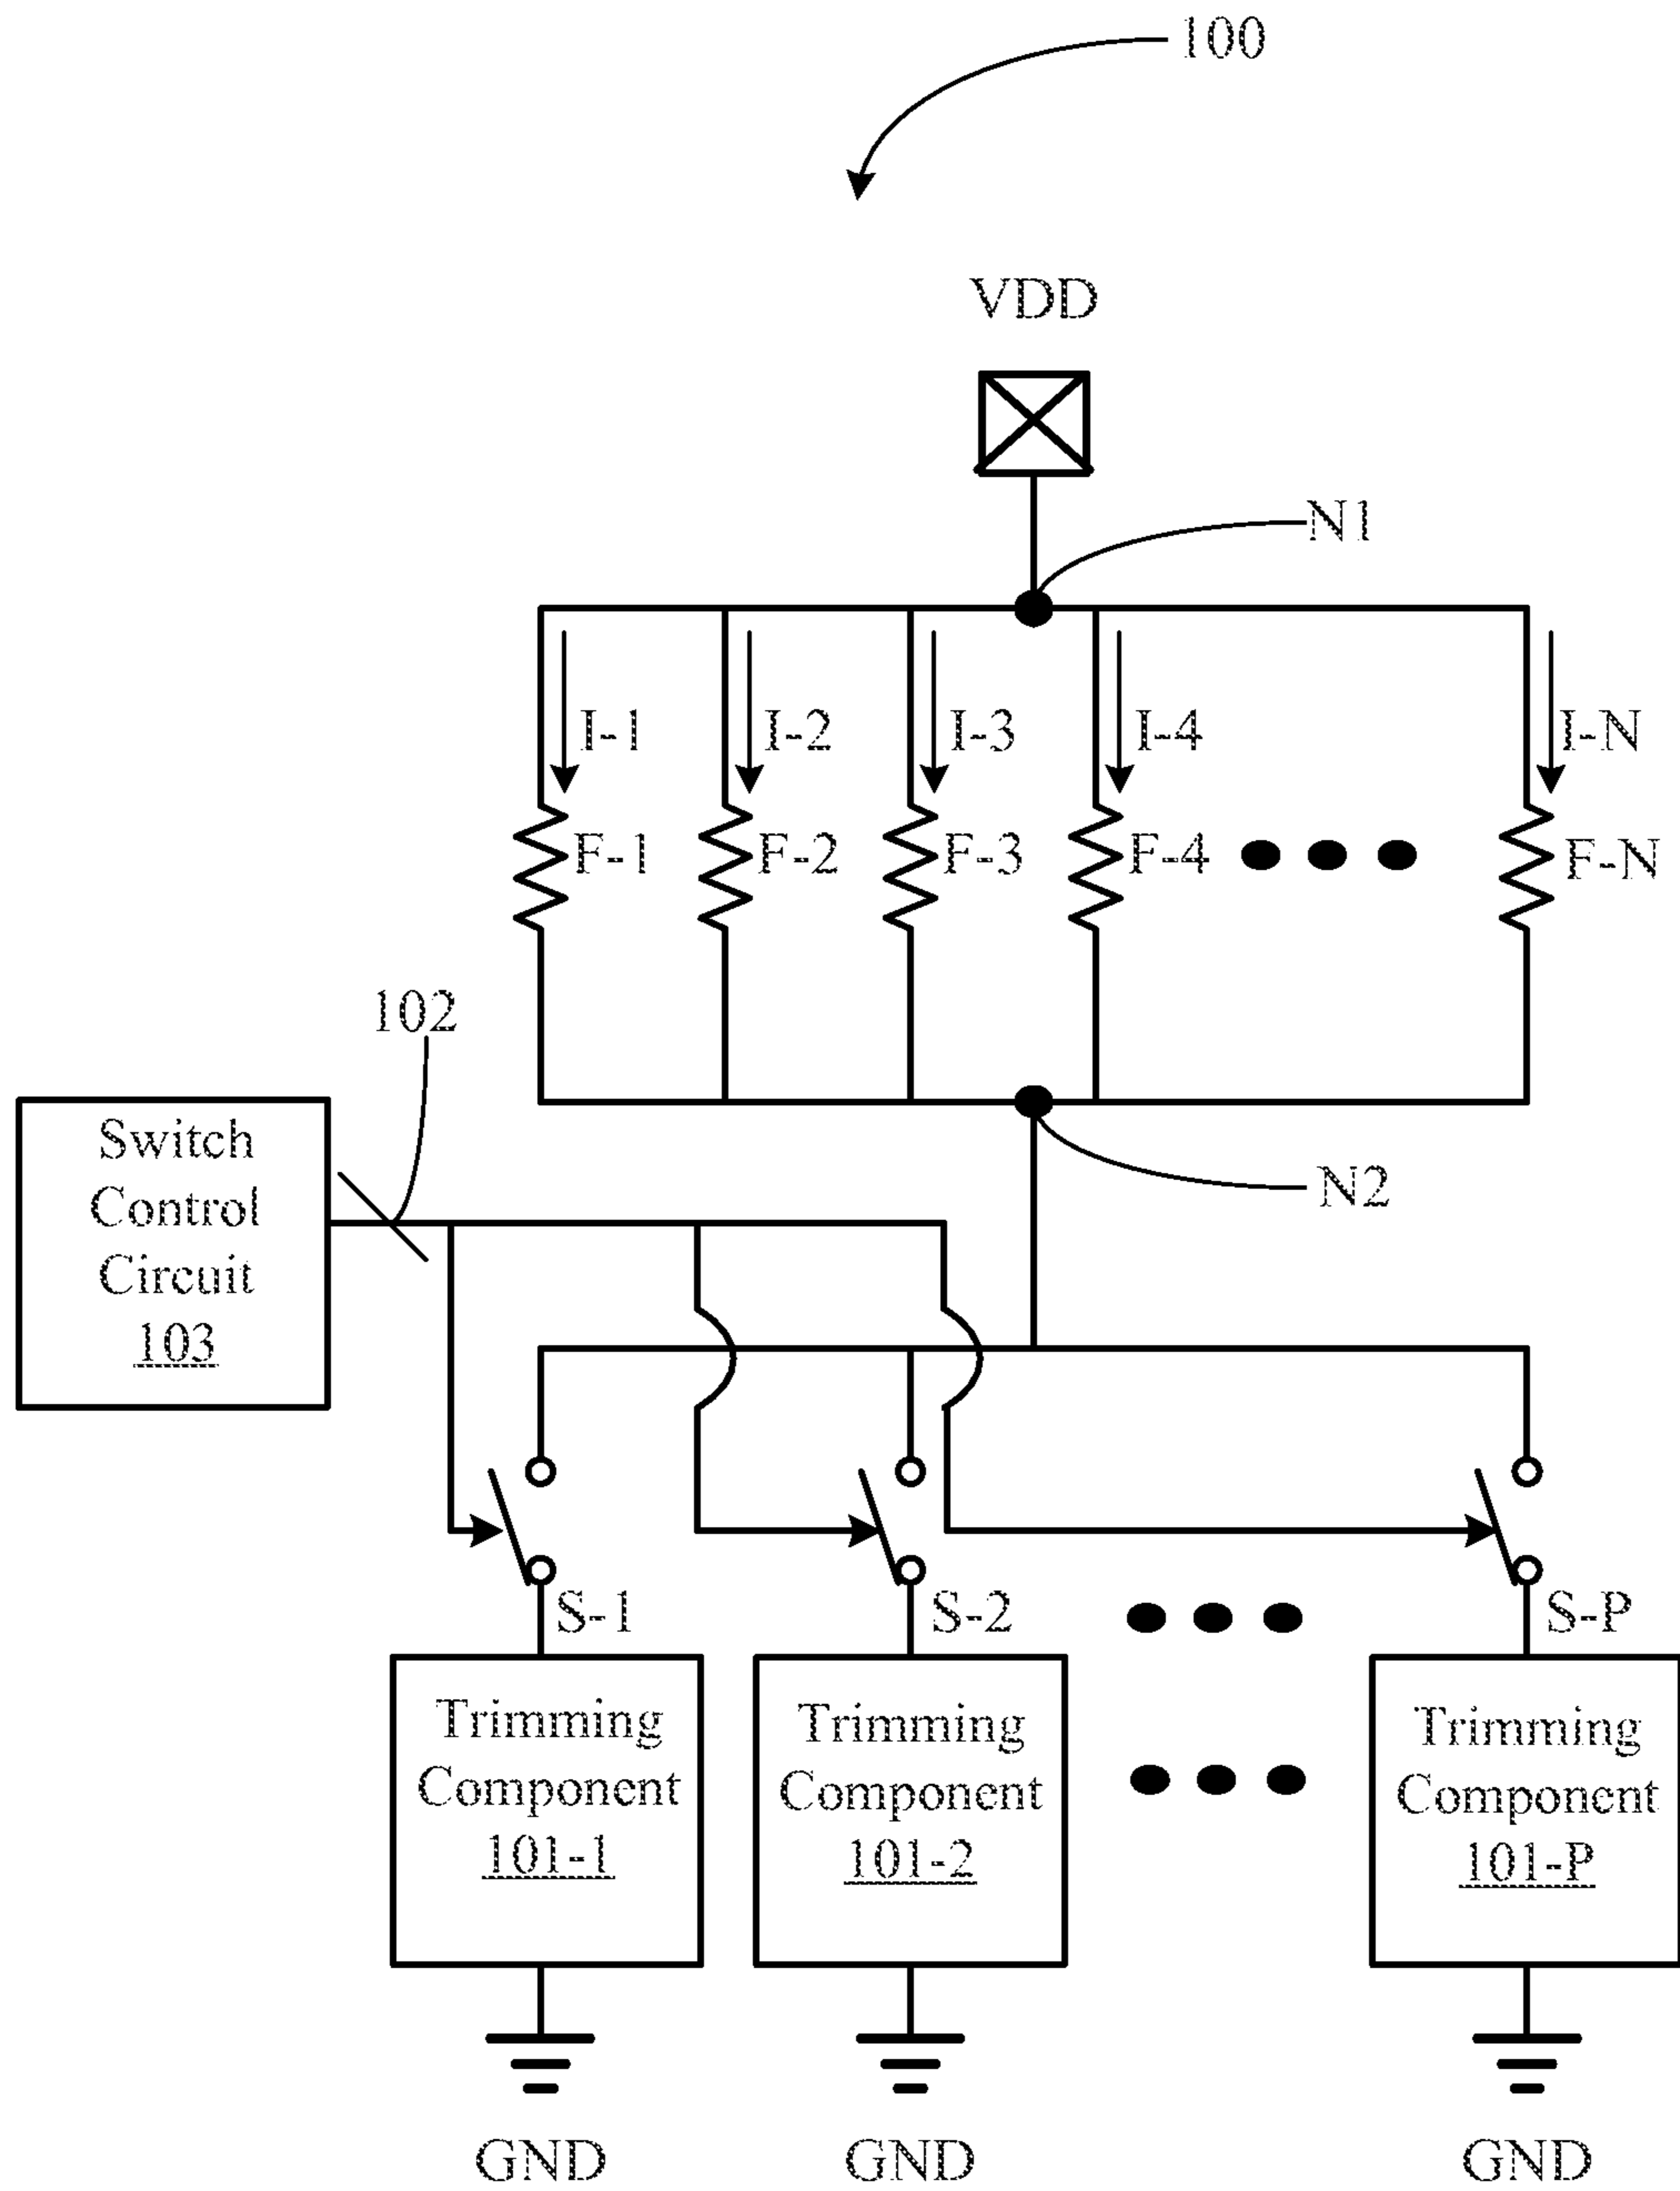 100
VDD
N1
I-1 I-2 I-3 I-4 I-N
F-1 F-2 F-3 F-4 F-N
102
Switch
Control
Circuit
103
N2
S-1 S-2 S-P
Trimming
Component
101-1
Trimming
Component
101-2
Trimming
Component
101-P
GND GND GND